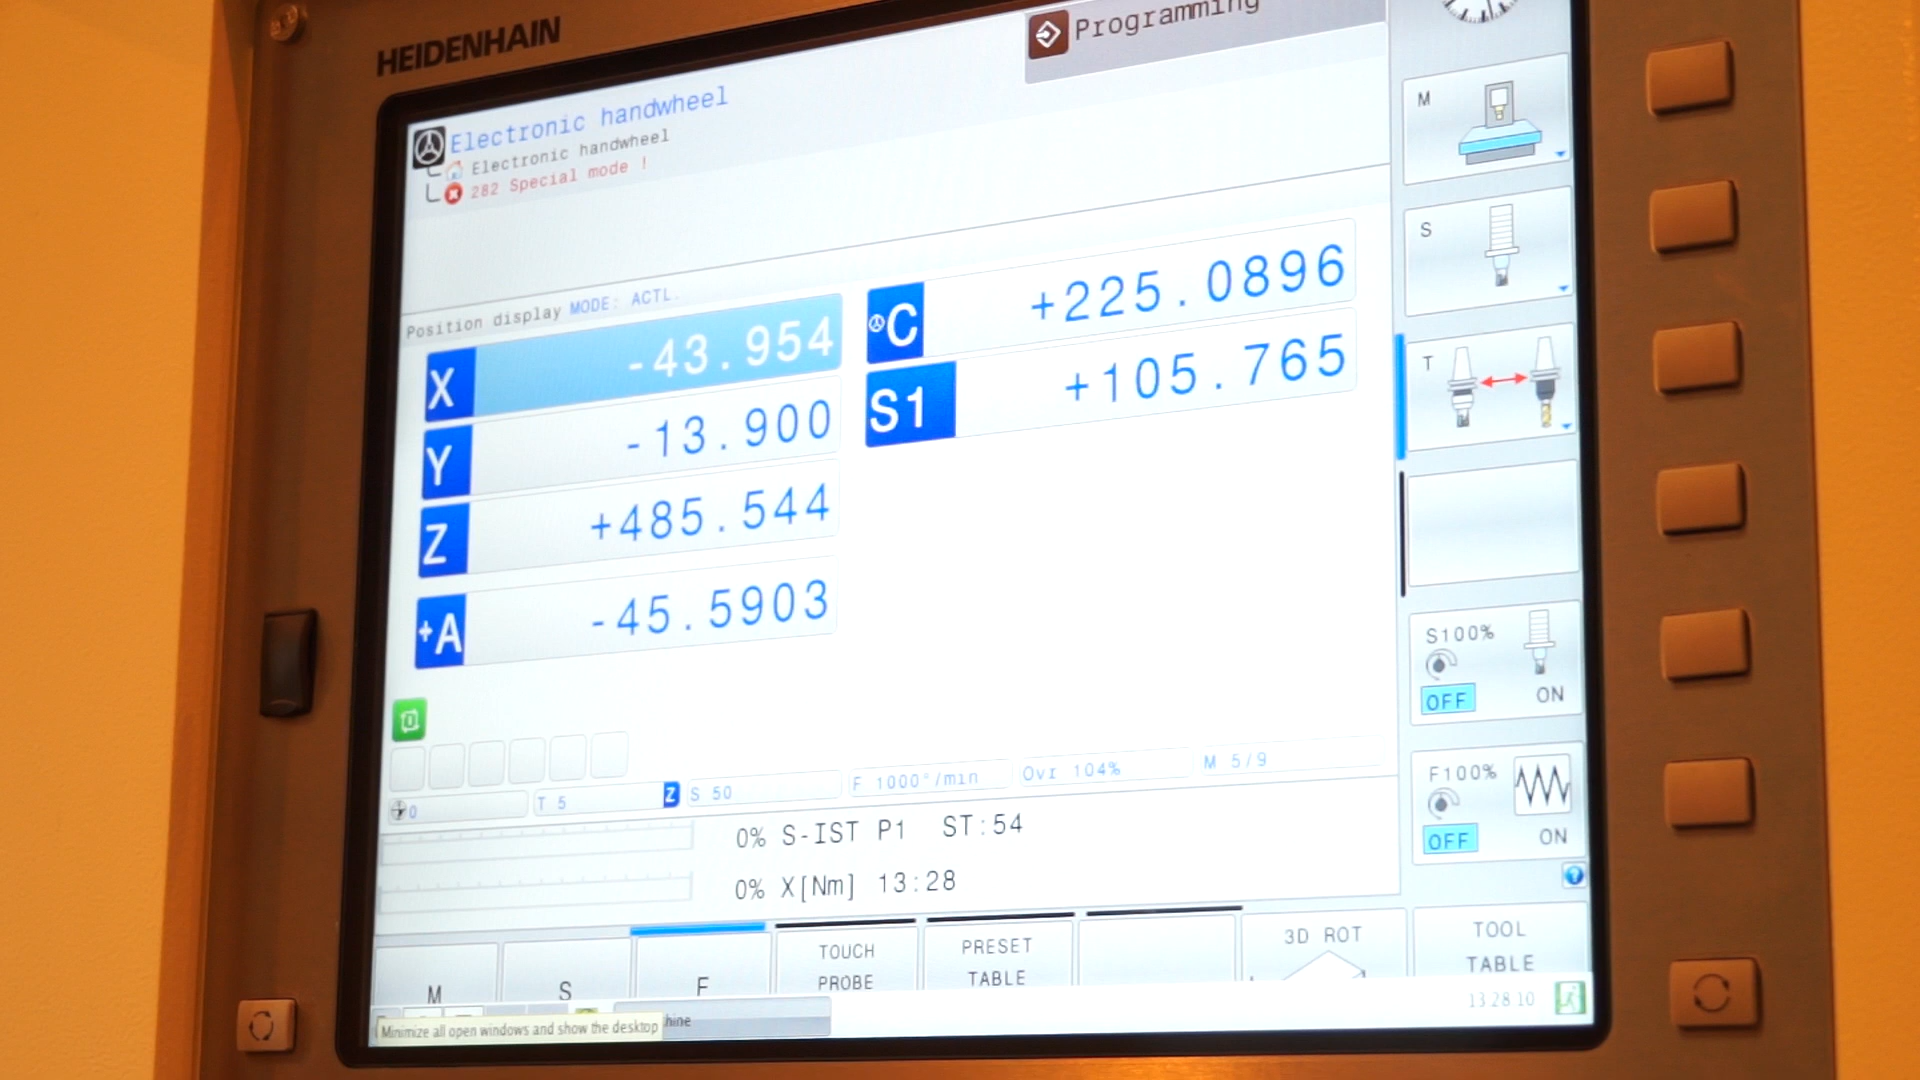 HEIDENHAIN
Programming
Electronic handwheel
Electronic handwheel
282 Special mode !
Position display MODE: ACTL.
X -43.954
Y -13.900
Z +485.544
+A -45.5903
C +225.0896
S1 +105.765
0
T 5
Z S 50
F 1000°/min
Ovr 104%
M 5/9
0% S-IST P1 ST:54
0% X[Nm] 13:28
M
S
F
TOUCH
PROBE
PRESET
TABLE
3D ROT
TOOL
TABLE
M
S
T
S100%
OFF ON
F100%
OFF ON
?
13:28:10
Minimize all open windows and show the desktop